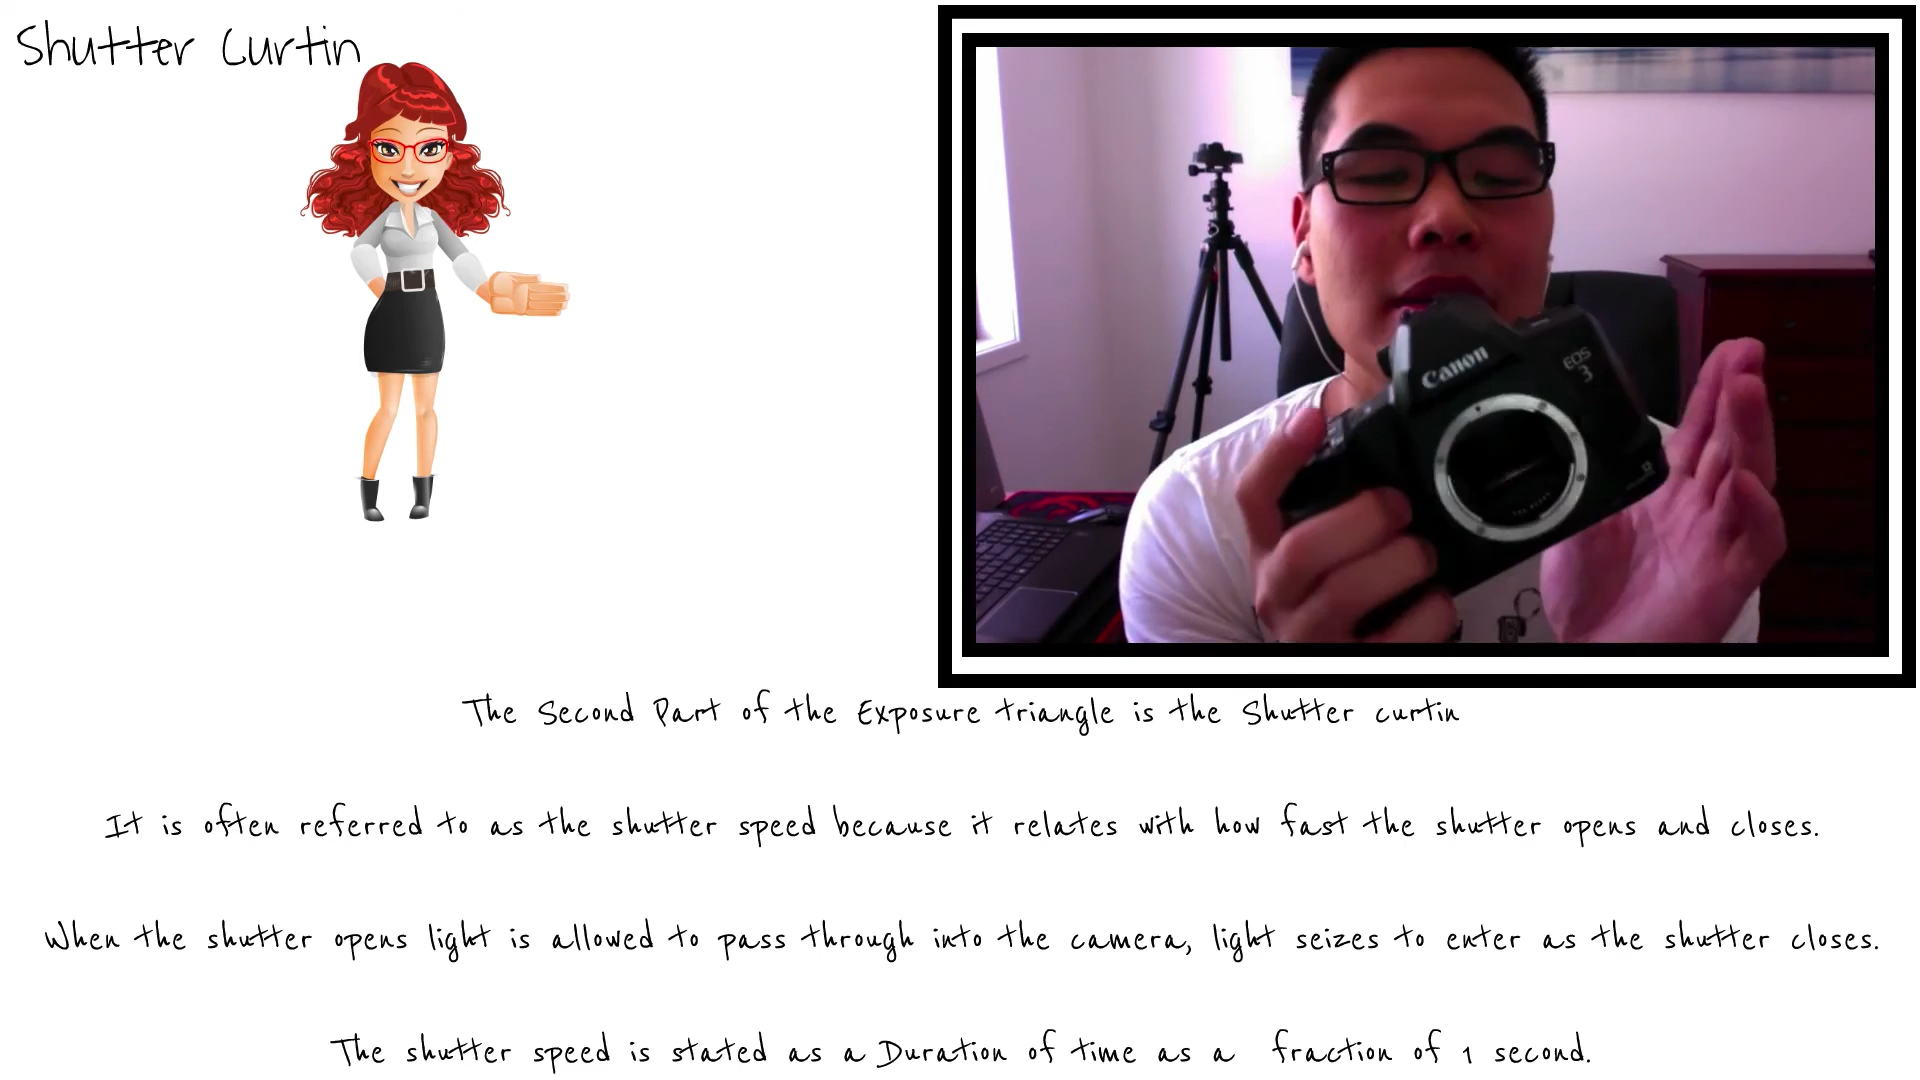 Shutter Curtin
Canon
EOS
3
The Second Part of the Exposure triangle is the Shutter curtin
It is often referred to as the shutter speed because it relates with how fast the shutter opens and closes.
When the shutter opens light is allowed to pass through into the camera, light seizes to enter as the shutter closes.
The shutter speed is stated as a Duration of time as a fraction of 1 second.